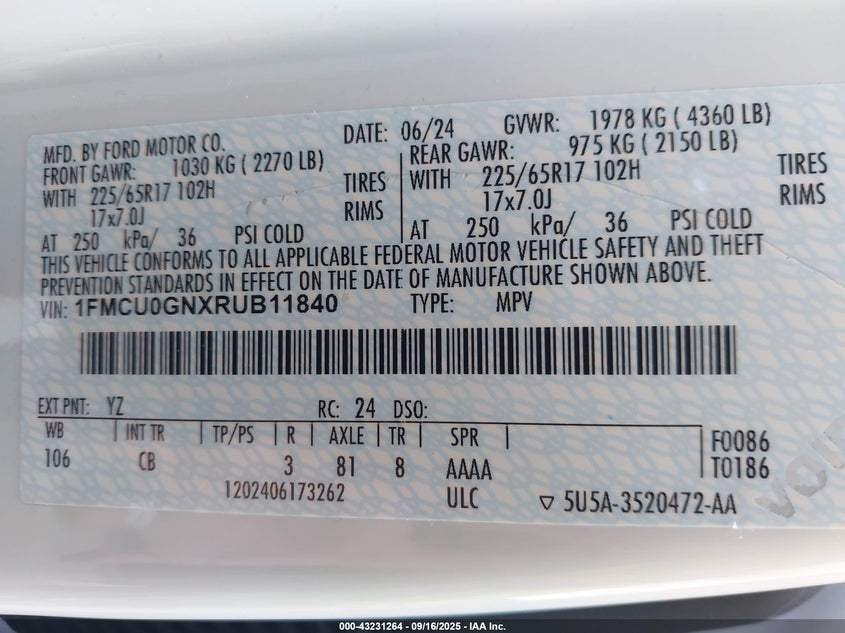 MFD. BY FORD MOTOR CO. DATE: 06/24 GVWR: 1978 KG ( 4360 LB)
FRONT GAWR: 1030 KG ( 2270 LB) REAR GAWR: 975 KG ( 2150 LB)
WITH 225/65R17 102H TIRES WITH 225/65R17 102H TIRES
17x7.0J RIMS 17x7.0J RIMS
AT 250 kPa/ 36 PSI COLD AT 250 kPa/ 36 PSI COLD
THIS VEHICLE CONFORMS TO ALL APPLICABLE FEDERAL MOTOR VEHICLE SAFETY AND THEFT
PREVENTION STANDARDS IN EFFECT ON THE DATE OF MANUFACTURE SHOWN ABOVE.
VIN: 1FMCU0GNXRUB11840 TYPE: MPV
EXT PNT: YZ RC: 24 DSO:
WB INT TR TP/PS R AXLE TR SPR F0086
106 CB 3 81 8 AAAA T0186
1202406173262 ULC ▽ 5U5A-3520472-AA
VOID
000-43231264 - 09/16/2025 - IAA Inc.